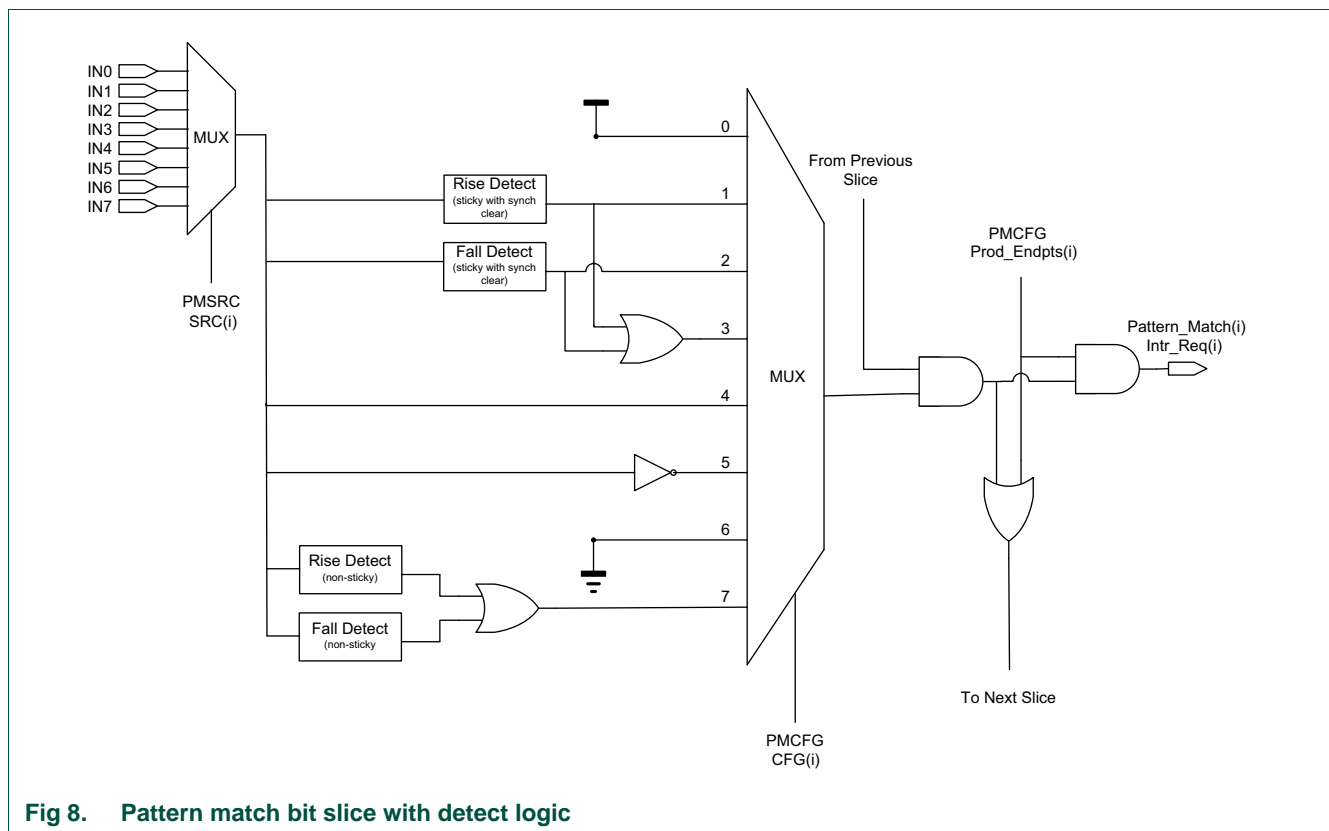 IN0
IN1
IN2
IN3
IN4
IN5
IN6
IN7
MUX
PMSRC
SRC(i)
Rise Detect
(sticky with synch
clear)
Fall Detect
(sticky with synch
clear)
Rise Detect
(non-sticky)
Fall Detect
(non-sticky
0
1
2
3
4
5
6
7
MUX
PMCFG
CFG(i)
From Previous
Slice
PMCFG
Prod_Endpts(i)
Pattern_Match(i)
Intr_Req(i)
To Next Slice
Fig 8. Pattern match bit slice with detect logic